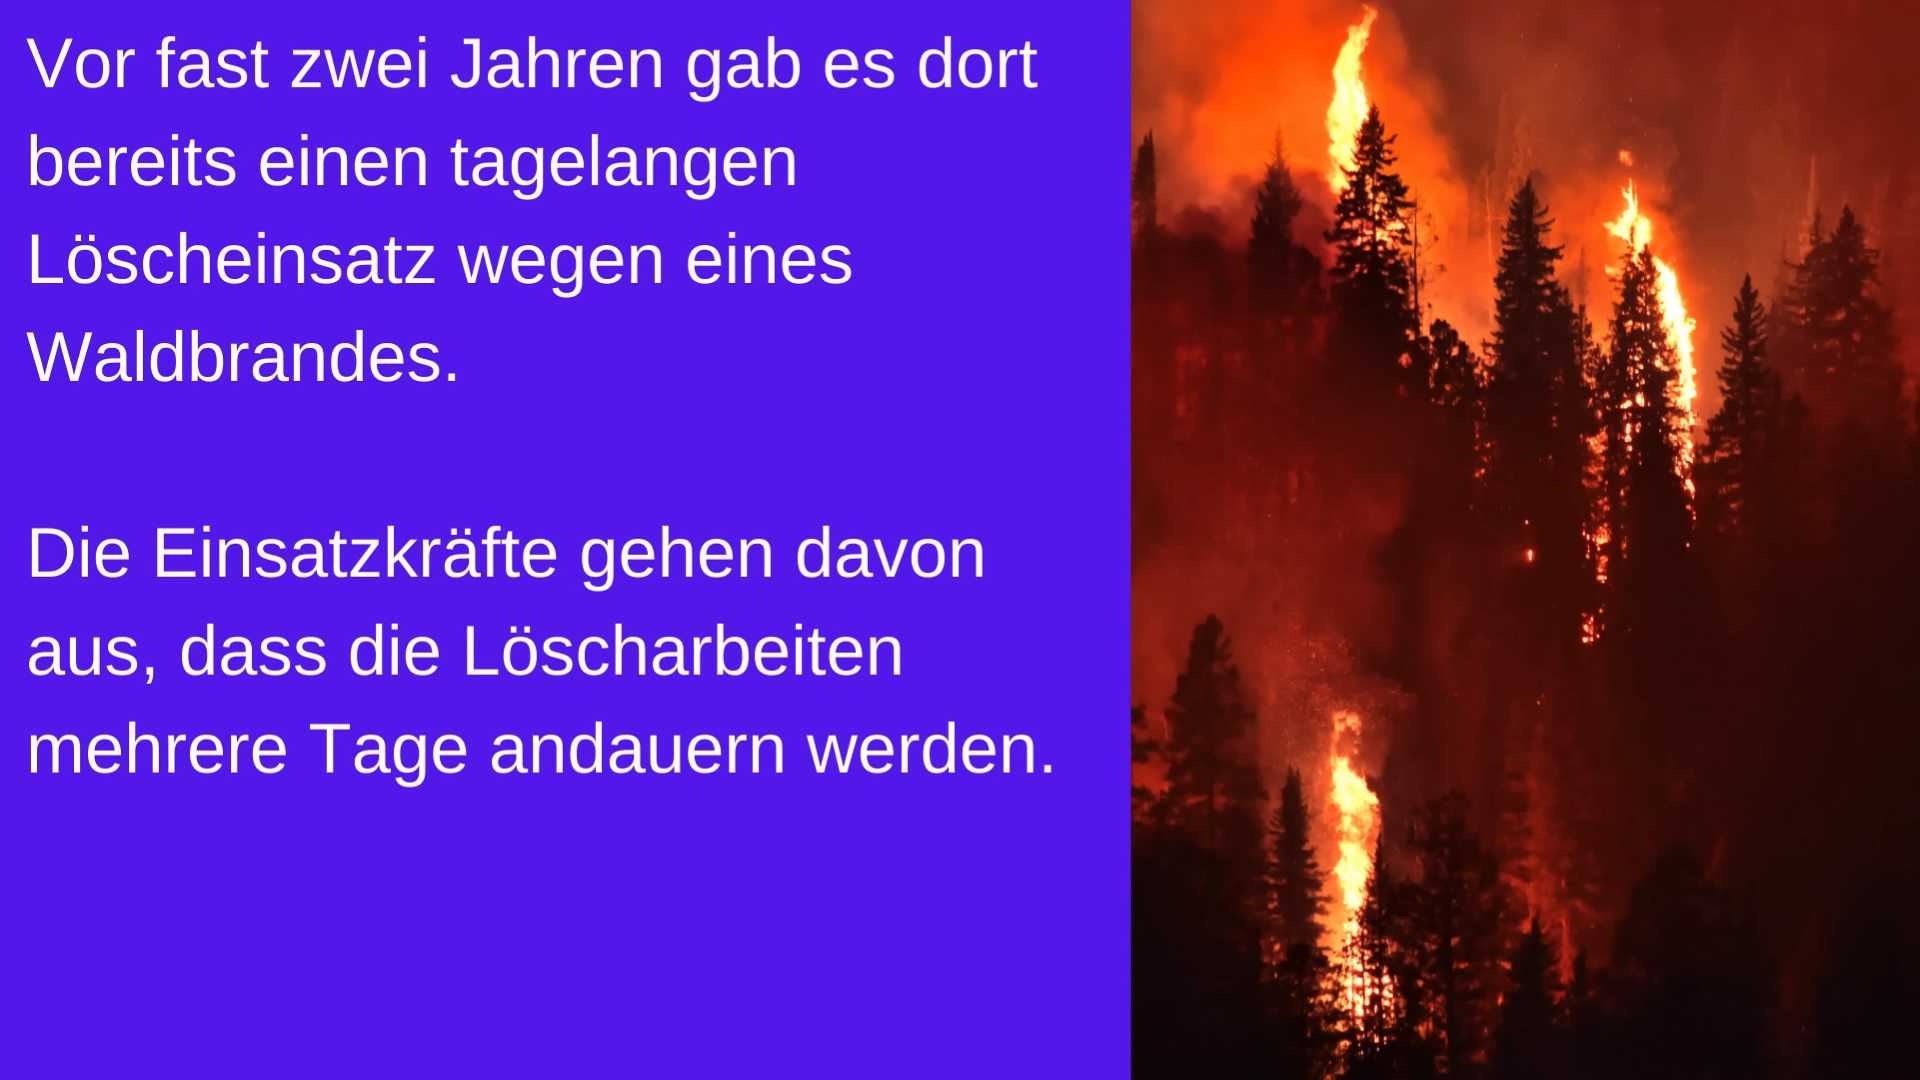 Vor fast zwei Jahren gab es dort
bereits einen tagelangen
Löscheinsatz wegen eines
Waldbrandes.
Die Einsatzkräfte gehen davon
aus, dass die Löscharbeiten
mehrere Tage andauern werden.